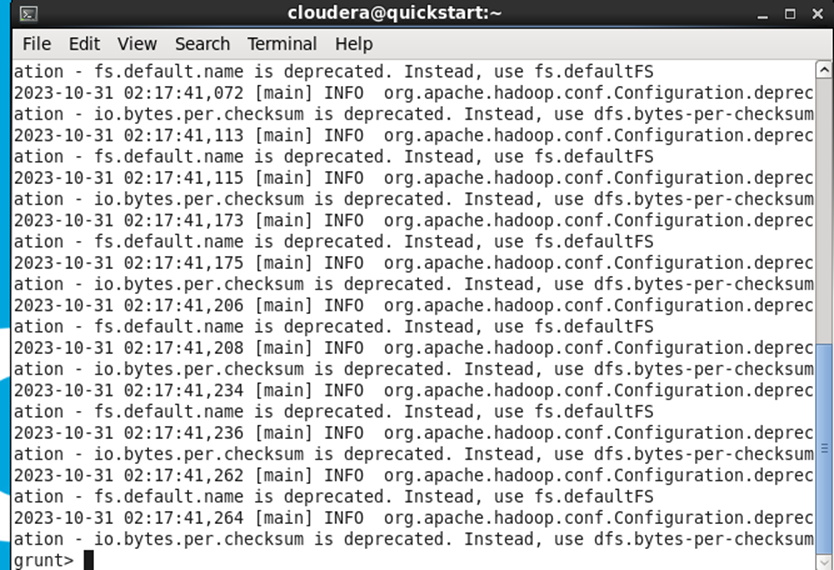 cloudera@quickstart:~
File Edit View Search Terminal Help
ation - fs.default.name is deprecated. Instead, use fs.defaultFS
2023-10-31 02:17:41,072 [main] INFO  org.apache.hadoop.conf.Configuration.deprec
ation - io.bytes.per.checksum is deprecated. Instead, use dfs.bytes-per-checksum
2023-10-31 02:17:41,113 [main] INFO  org.apache.hadoop.conf.Configuration.deprec
ation - fs.default.name is deprecated. Instead, use fs.defaultFS
2023-10-31 02:17:41,115 [main] INFO  org.apache.hadoop.conf.Configuration.deprec
ation - io.bytes.per.checksum is deprecated. Instead, use dfs.bytes-per-checksum
2023-10-31 02:17:41,173 [main] INFO  org.apache.hadoop.conf.Configuration.deprec
ation - fs.default.name is deprecated. Instead, use fs.defaultFS
2023-10-31 02:17:41,175 [main] INFO  org.apache.hadoop.conf.Configuration.deprec
ation - io.bytes.per.checksum is deprecated. Instead, use dfs.bytes-per-checksum
2023-10-31 02:17:41,206 [main] INFO  org.apache.hadoop.conf.Configuration.deprec
ation - fs.default.name is deprecated. Instead, use fs.defaultFS
2023-10-31 02:17:41,208 [main] INFO  org.apache.hadoop.conf.Configuration.deprec
ation - io.bytes.per.checksum is deprecated. Instead, use dfs.bytes-per-checksum
2023-10-31 02:17:41,234 [main] INFO  org.apache.hadoop.conf.Configuration.deprec
ation - fs.default.name is deprecated. Instead, use fs.defaultFS
2023-10-31 02:17:41,236 [main] INFO  org.apache.hadoop.conf.Configuration.deprec
ation - io.bytes.per.checksum is deprecated. Instead, use dfs.bytes-per-checksum
2023-10-31 02:17:41,262 [main] INFO  org.apache.hadoop.conf.Configuration.deprec
ation - fs.default.name is deprecated. Instead, use fs.defaultFS
2023-10-31 02:17:41,264 [main] INFO  org.apache.hadoop.conf.Configuration.deprec
ation - io.bytes.per.checksum is deprecated. Instead, use dfs.bytes-per-checksum
grunt>